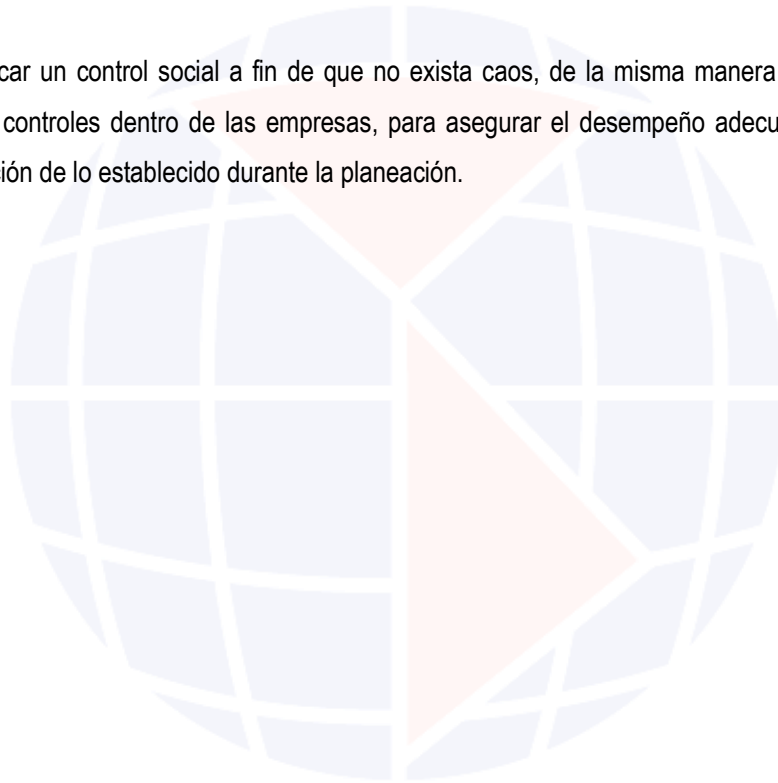 car un control social a fin de que no exista caos, de la misma manera
controles dentro de las empresas, para asegurar el desempeño adecu
ción de lo establecido durante la planeación.